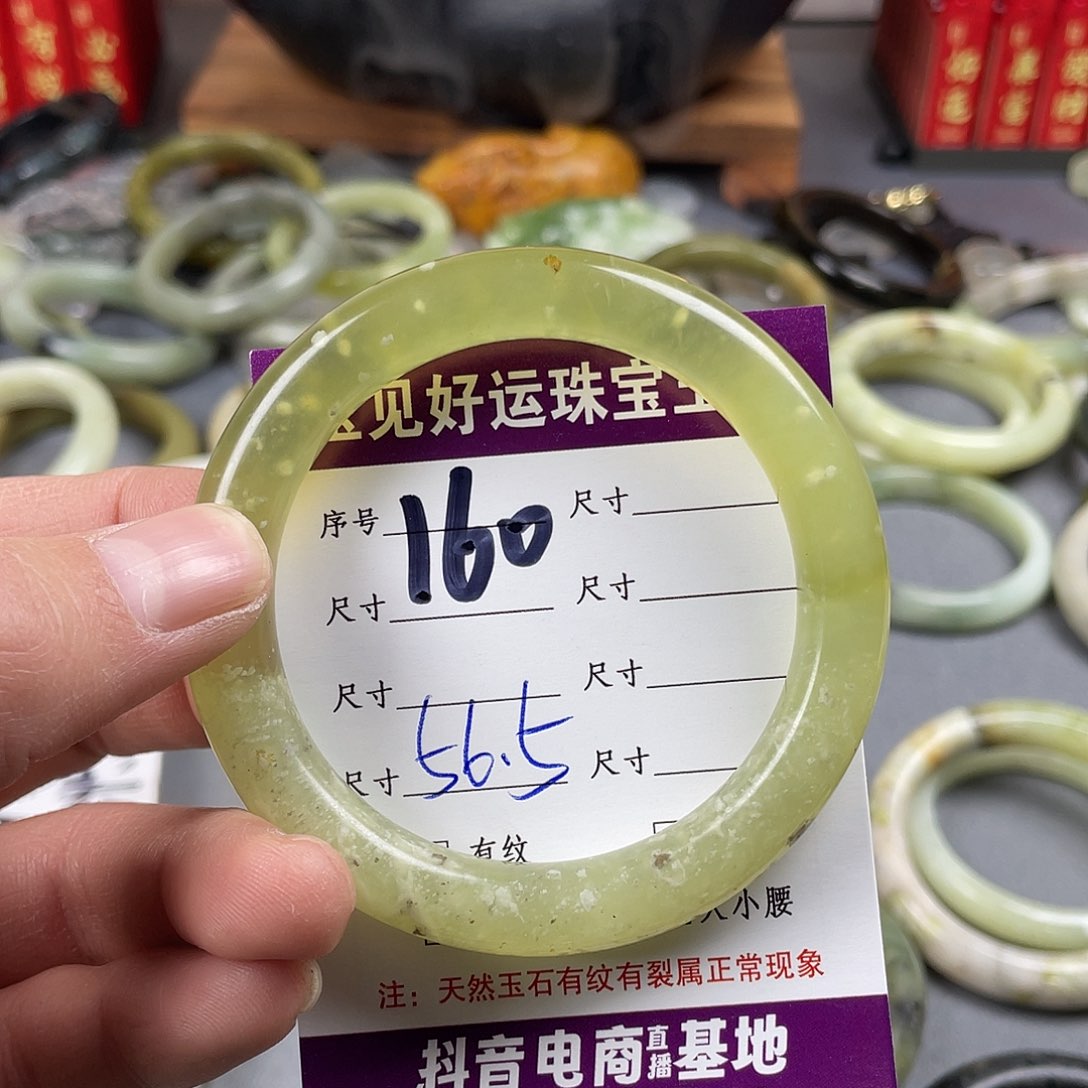 见好运珠宝
序号 160 尺寸
尺寸 尺寸
尺寸 尺寸
尺寸 56.5 尺寸
有纹
小腰
注：天然玉石有纹有裂属正常现象
抖音电商直播基地